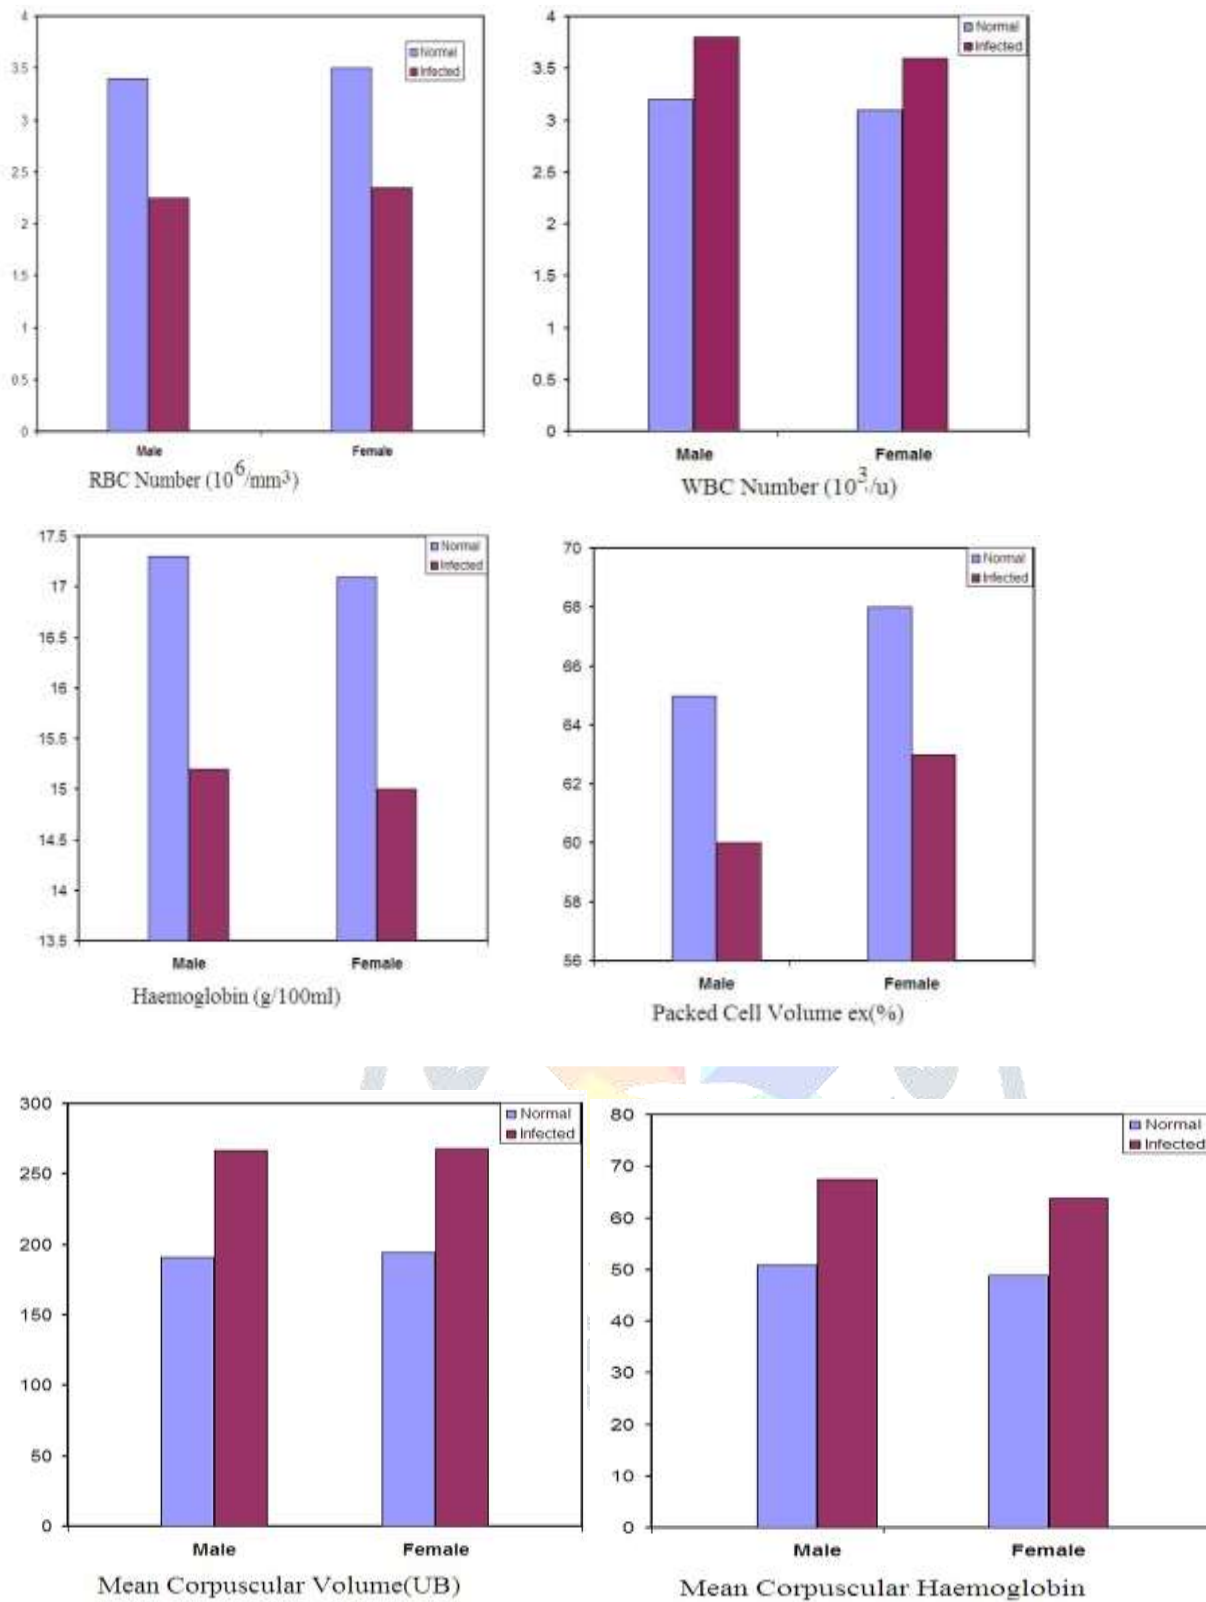 4
3.5
3
2.5
2
1.5
1
0.5
0
Normal
Infected
Male Female
RBC Number (10^6/mm³)
4
3.5
3
2.5
2
1.5
1
0.5
0
Normal
Infected
Male Female
WBC Number (10^3/u)
17.5
17
16.5
16
15.5
15
14.5
14
13.5
Normal
Infected
Male Female
Haemoglobin (g/100ml)
70
68
66
64
62
60
58
56
Normal
Infected
Male Female
Packed Cell Volume ex(%)
300
250
200
150
100
50
0
Normal
Infected
Male Female
Mean Corpuscular Volume(UB)
80
70
60
50
40
30
20
10
0
Normal
Infected
Male Female
Mean Corpuscular Haemoglobin